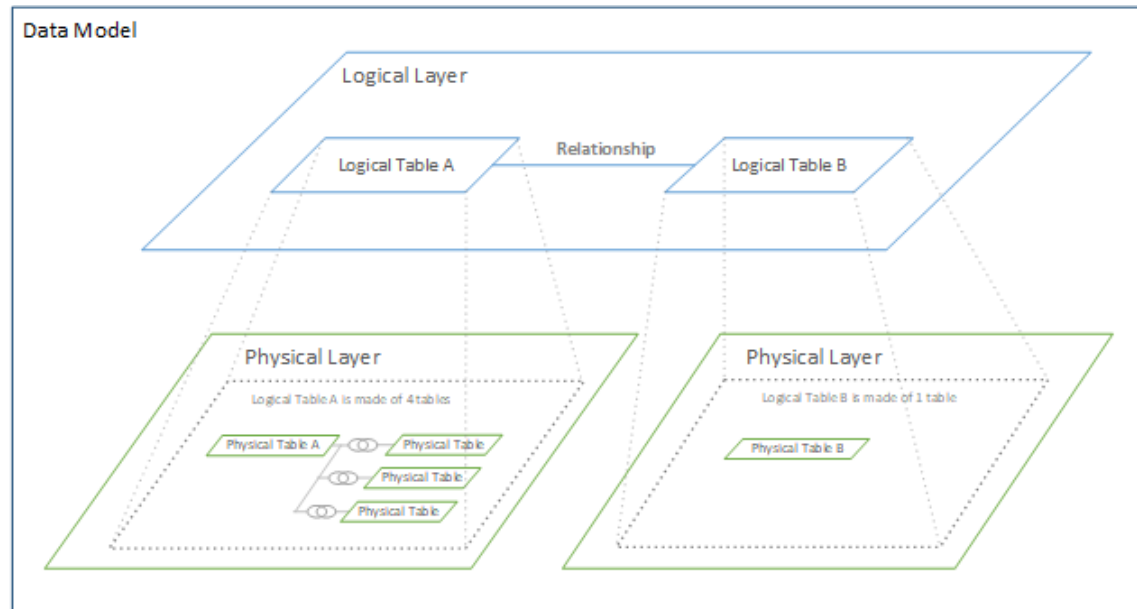 Data Model
Logical Layer
Relationship
Logical Table A
Logical Table B
Physical Layer
Logical Table A is made of 4 tables
Physical Table A
Physical Table
Physical Table
Physical Table
Physical Layer
Logical Table B is made of 1 table
Physical Table B